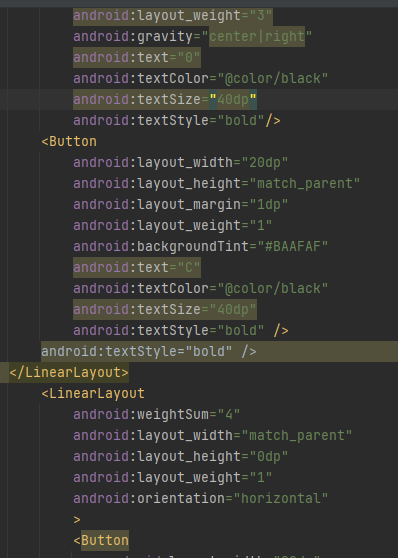 android:layout_weight="3"
android:gravity="center|right"
android:text="0"
android:textColor="@color/black"
android:textSize="40dp"
android:textStyle="bold"/>
<Button
android:layout_width="20dp"
android:layout_height="match_parent"
android:layout_margin="1dp"
android:layout_weight="1"
android:backgroundTint="#BAAFAF"
android:text="C"
android:textColor="@color/black"
android:textSize="40dp"
android:textStyle="bold" />
android:textStyle="bold" />
</LinearLayout>
<LinearLayout
android:weightSum="4"
android:layout_width="match_parent"
android:layout_height="0dp"
android:layout_weight="1"
android:orientation="horizontal"
>
<Button